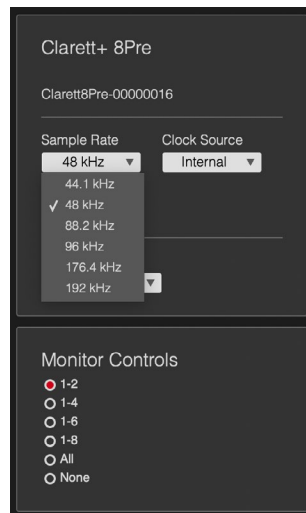 Clarett+ 8Pre
Clarett8Pre-00000016
Sample Rate Clock Source
48 kHz Internal
44.1 kHz
48 kHz
88.2 kHz
96 kHz
176.4 kHz
192 kHz
Monitor Controls
1-2
1-4
1-6
1-8
All
None